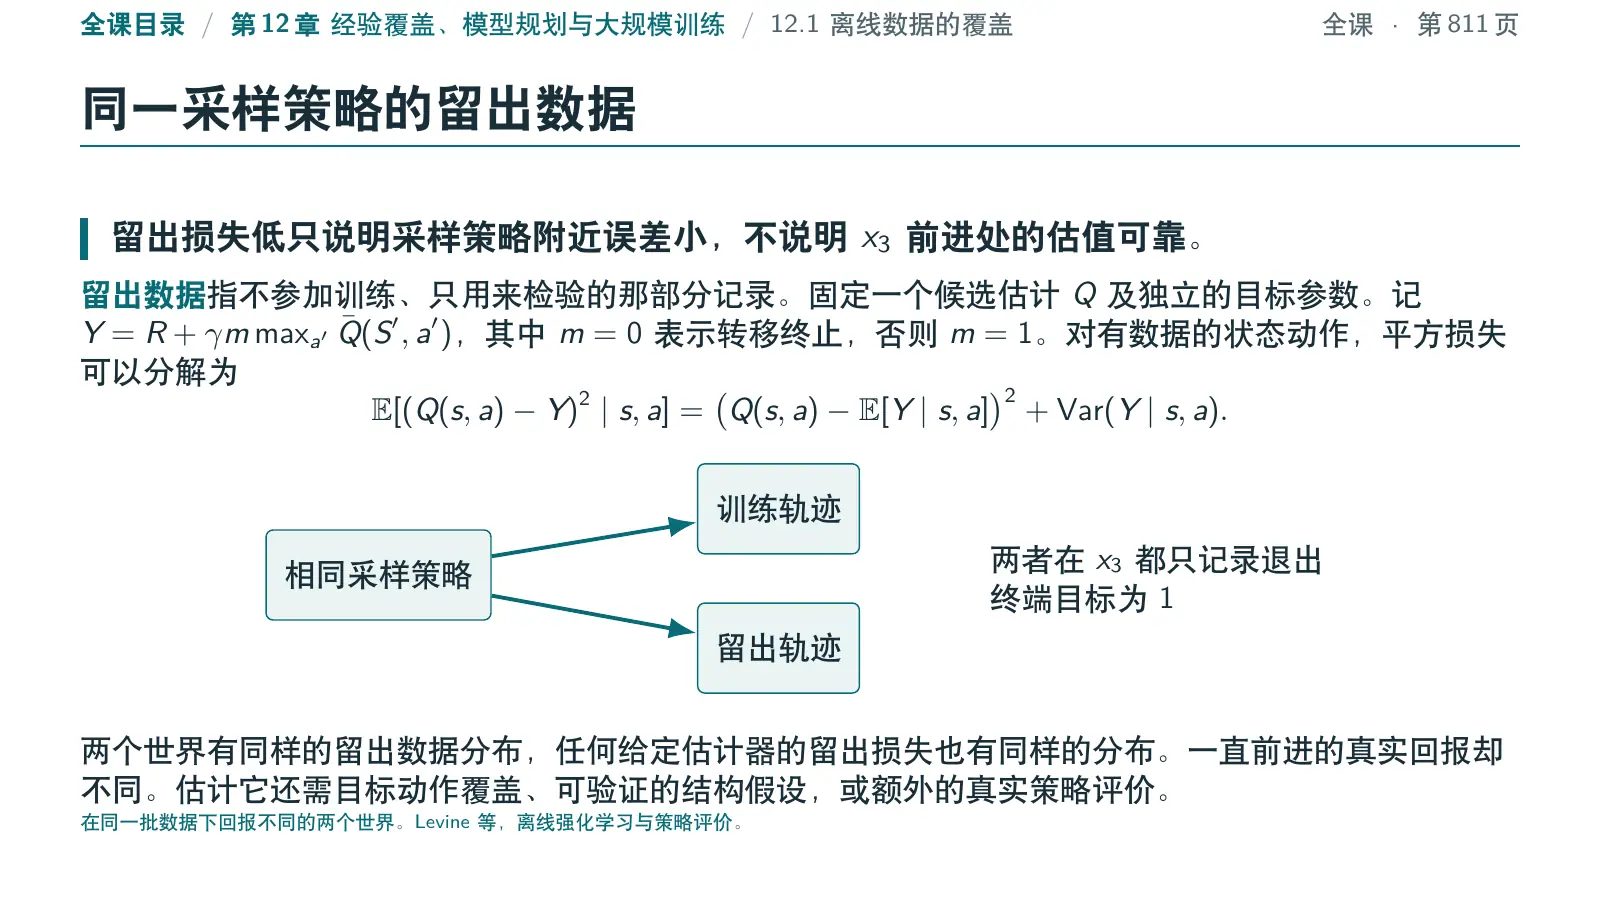 全课目录 / 第 12 章 经验覆盖、模型规划与大规模训练 / 12.1 离线数据的覆盖 全课 · 第 811 页
同一采样策略的留出数据
留出损失低只说明采样策略附近误差小，不说明 x₃ 前进处的估值可靠。
留出数据指不参加训练、只用来检验的那部分记录。固定一个候选估计 Q 及独立的目标参数。记
Y = R + γm maxₐ′ Q̄(S′, a′)，其中 m = 0 表示转移终止，否则 m = 1。对有数据的状态动作，平方损失
可以分解为
𝔼[(Q(s, a) − Y)² | s, a] = (Q(s, a) − 𝔼[Y | s, a])² + Var(Y | s, a).
训练轨迹
相同采样策略
两者在 x₃ 都只记录退出
终端目标为 1
留出轨迹
两个世界有同样的留出数据分布，任何给定估计器的留出损失也有同样的分布。一直前进的真实回报却
不同。估计它还需目标动作覆盖、可验证的结构假设，或额外的真实策略评价。
在同一批数据下回报不同的两个世界。Levine 等，离线强化学习与策略评价。